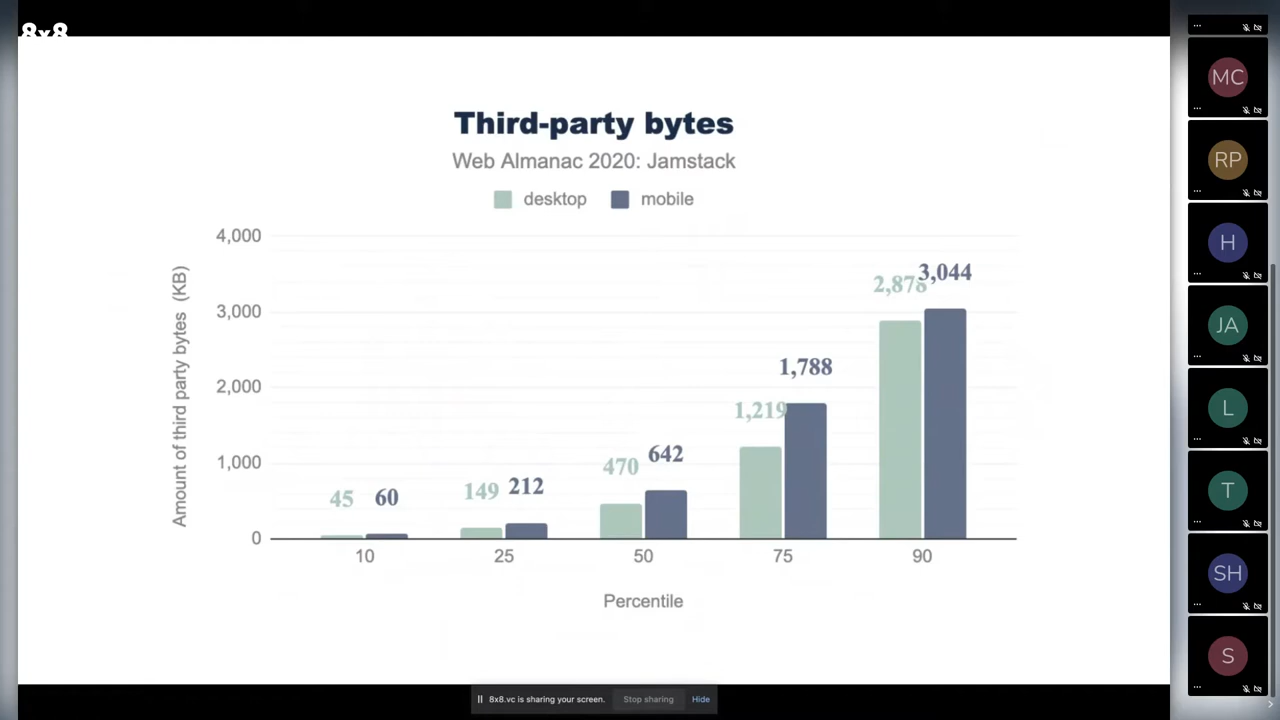 8x8
Third-party bytes
Web Almanac 2020: Jamstack
desktop mobile
4,000
3,000
2,000
1,000
0
Amount of third party bytes (KB)
45 60
149 212
470 642
1,219 1,788
2,878 3,044
10 25 50 75 90
Percentile
8x8.vc is sharing your screen. Stop sharing Hide
MC
RP
H
JA
L
T
SH
S